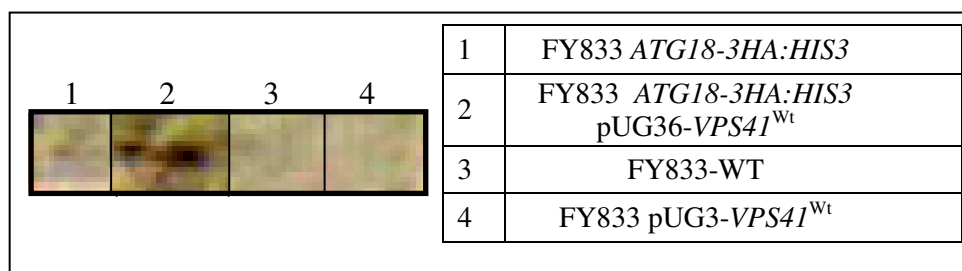 1 2 3 4
1 FY833 ATG18-3HA:HIS3
2 FY833 ATG18-3HA:HIS3
pUG36-VPS41Wt
3 FY833-WT
4 FY833 pUG3-VPS41Wt